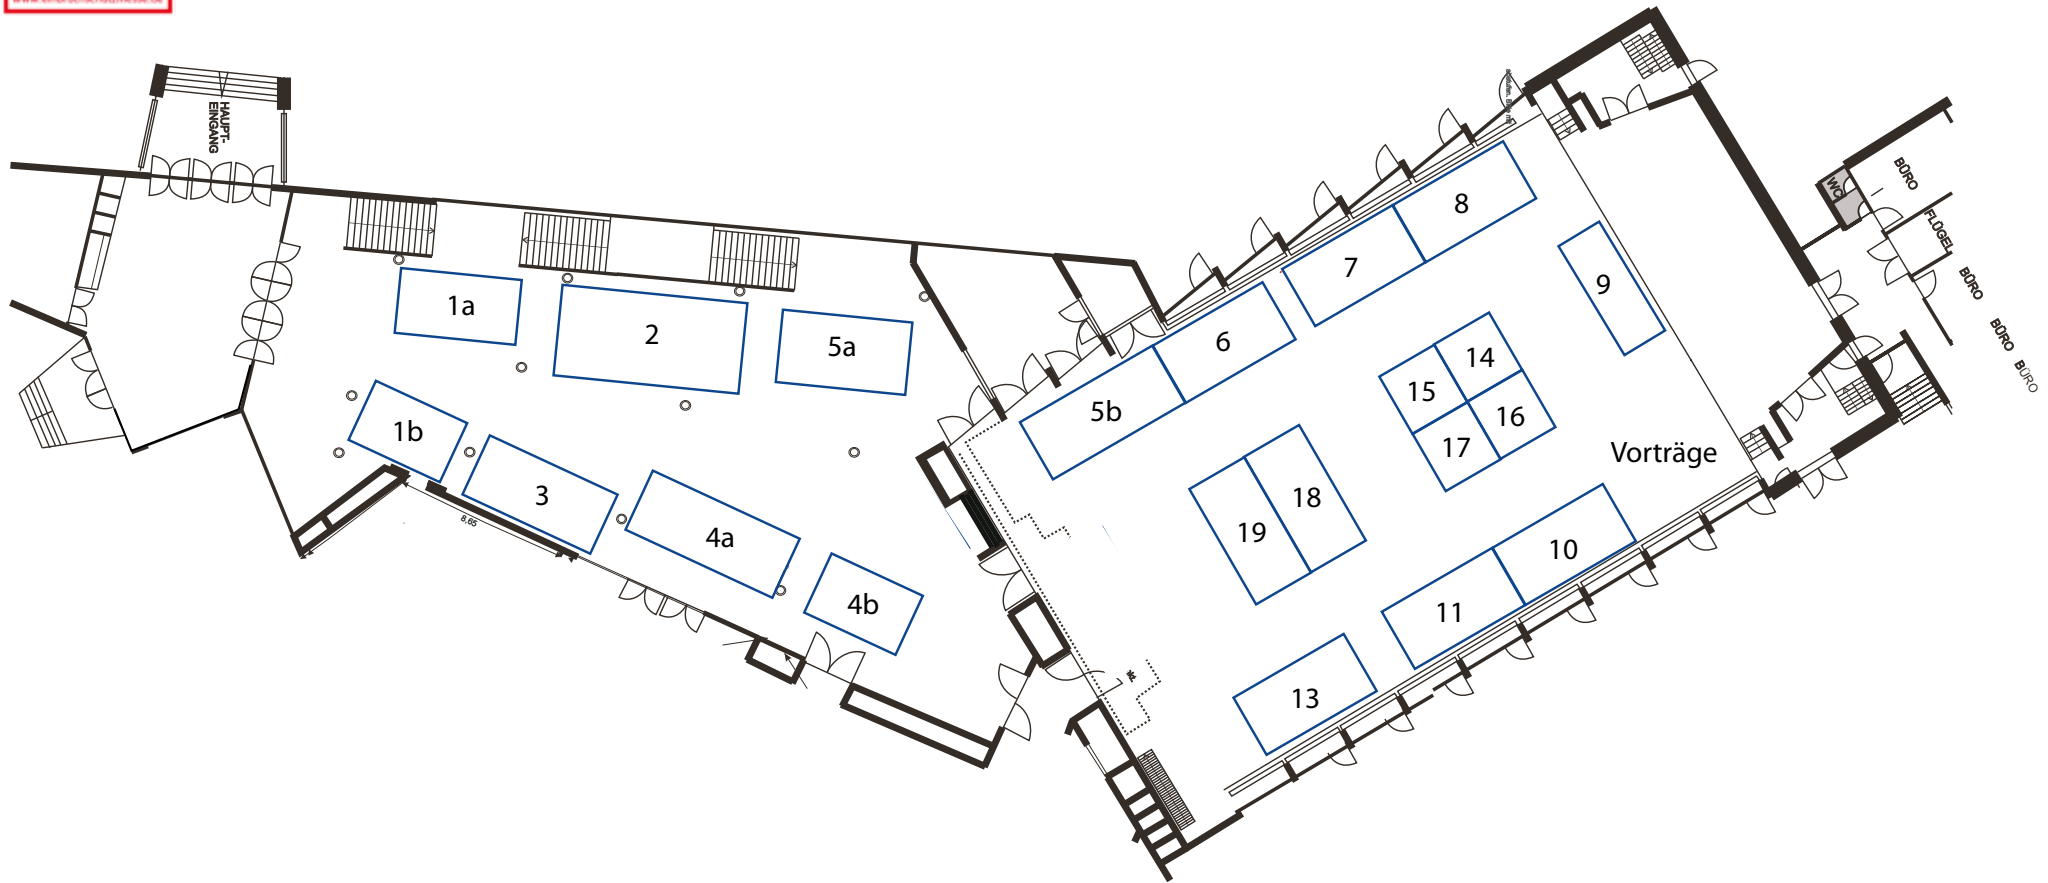 HAUPT-
EINGANG
1a
2
5a
1b
3
4a
4b
8,65
5b
6
7
8
9
15
14
17
16
19
18
Vorträge
10
11
13
WC
BÜRO
FLÜGEL
BÜRO
BÜRO
BÜRO